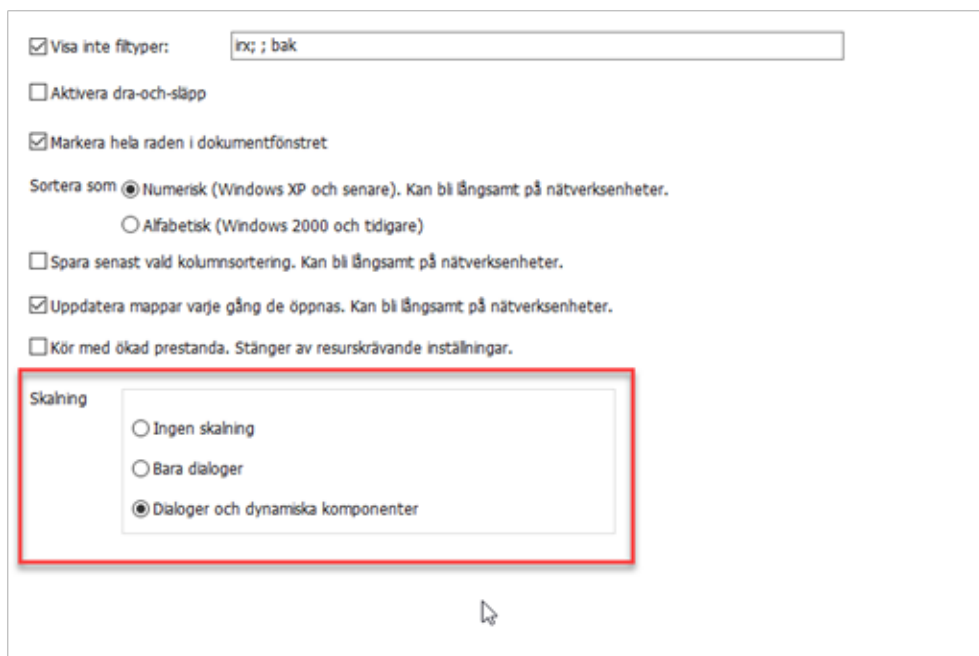 Visa inte filtyper: irx; ; bak
Aktivera dra-och-släpp
Markera hela raden i dokumentfönstret
Sortera som Numerisk (Windows XP och senare). Kan bli långsamt på nätverksenheter.
Alfabetisk (Windows 2000 och tidigare)
Spara senast vald kolumnsortering. Kan bli långsamt på nätverksenheter.
Uppdatera mappar varje gång de öppnas. Kan bli långsamt på nätverksenheter.
Kör med ökad prestanda. Stänger av resurskrävande inställningar.
Skalning
Ingen skalning
Bara dialoger
Dialoger och dynamiska komponenter